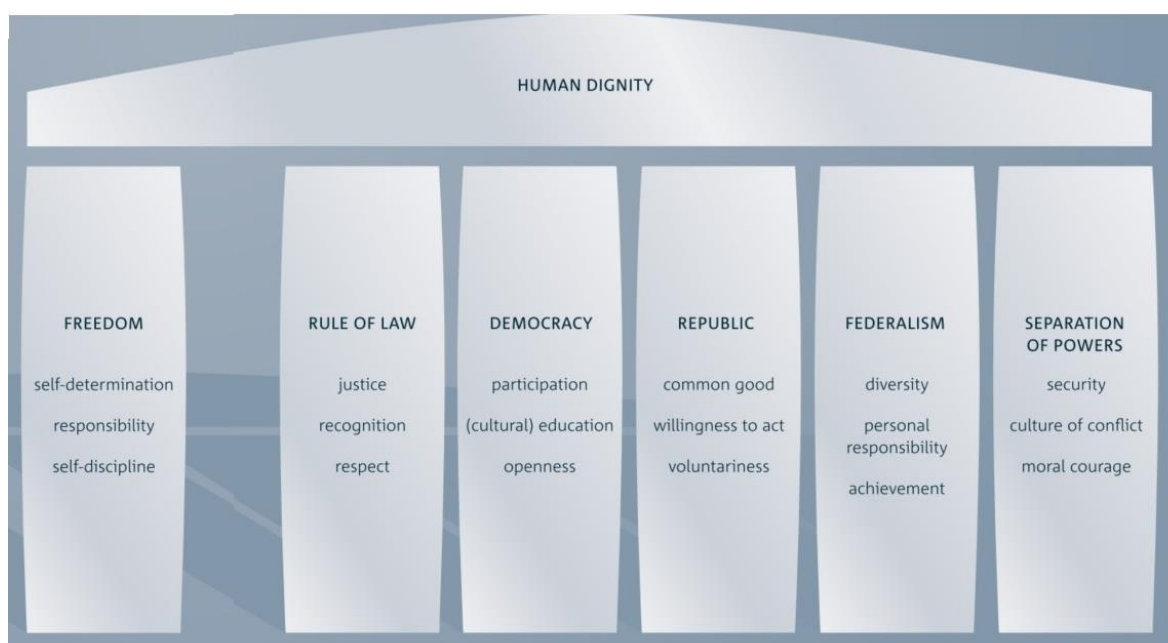 HUMAN DIGNITY
FREEDOM
self-determination
responsibility
self-discipline
RULE OF LAW
justice
recognition
respect
DEMOCRACY
participation
(cultural) education
openness
REPUBLIC
common good
willingness to act
voluntariness
FEDERALISM
diversity
personal
responsibility
achievement
SEPARATION
OF POWERS
security
culture of conflict
moral courage